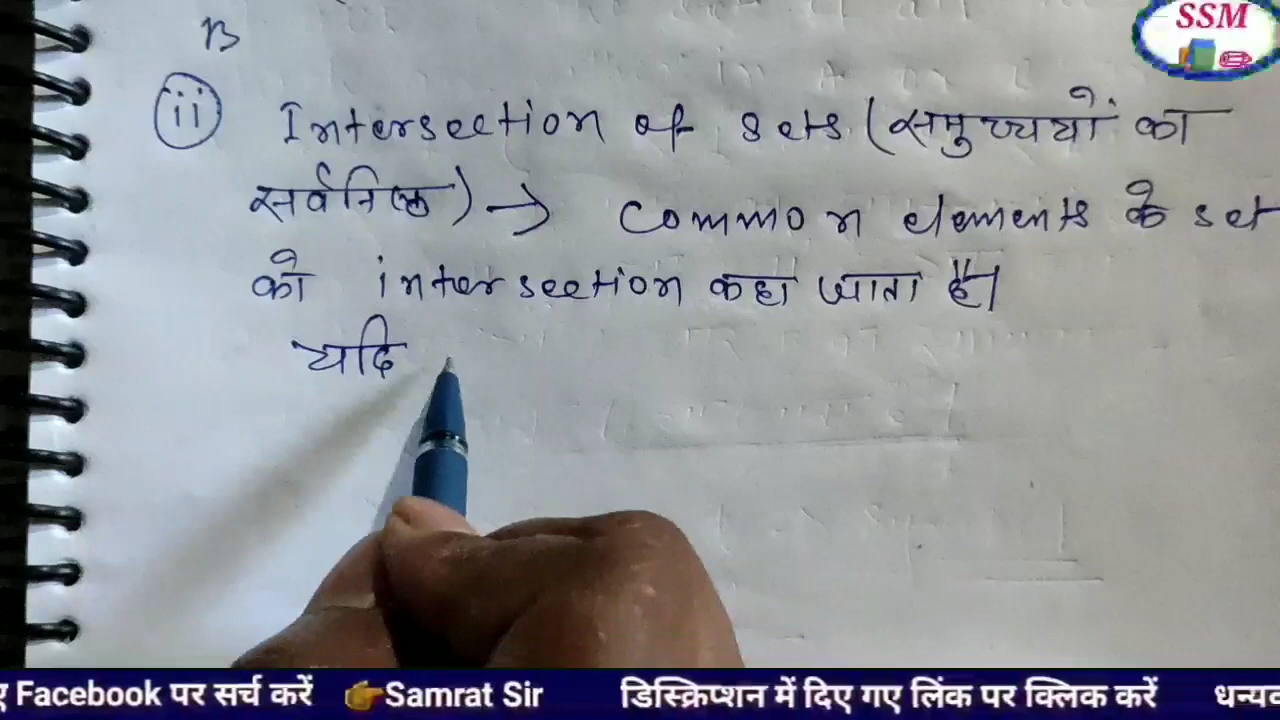 B
SSM
(ii) Intersection of sets (समुच्चयों का
सर्वनिष्ठ) → Common elements के set
को intersection कहा जाता है।
यदि
Facebook पर सर्च करें 👉Samrat Sir डिस्क्रिप्शन में दिए गए लिंक पर क्लिक करें